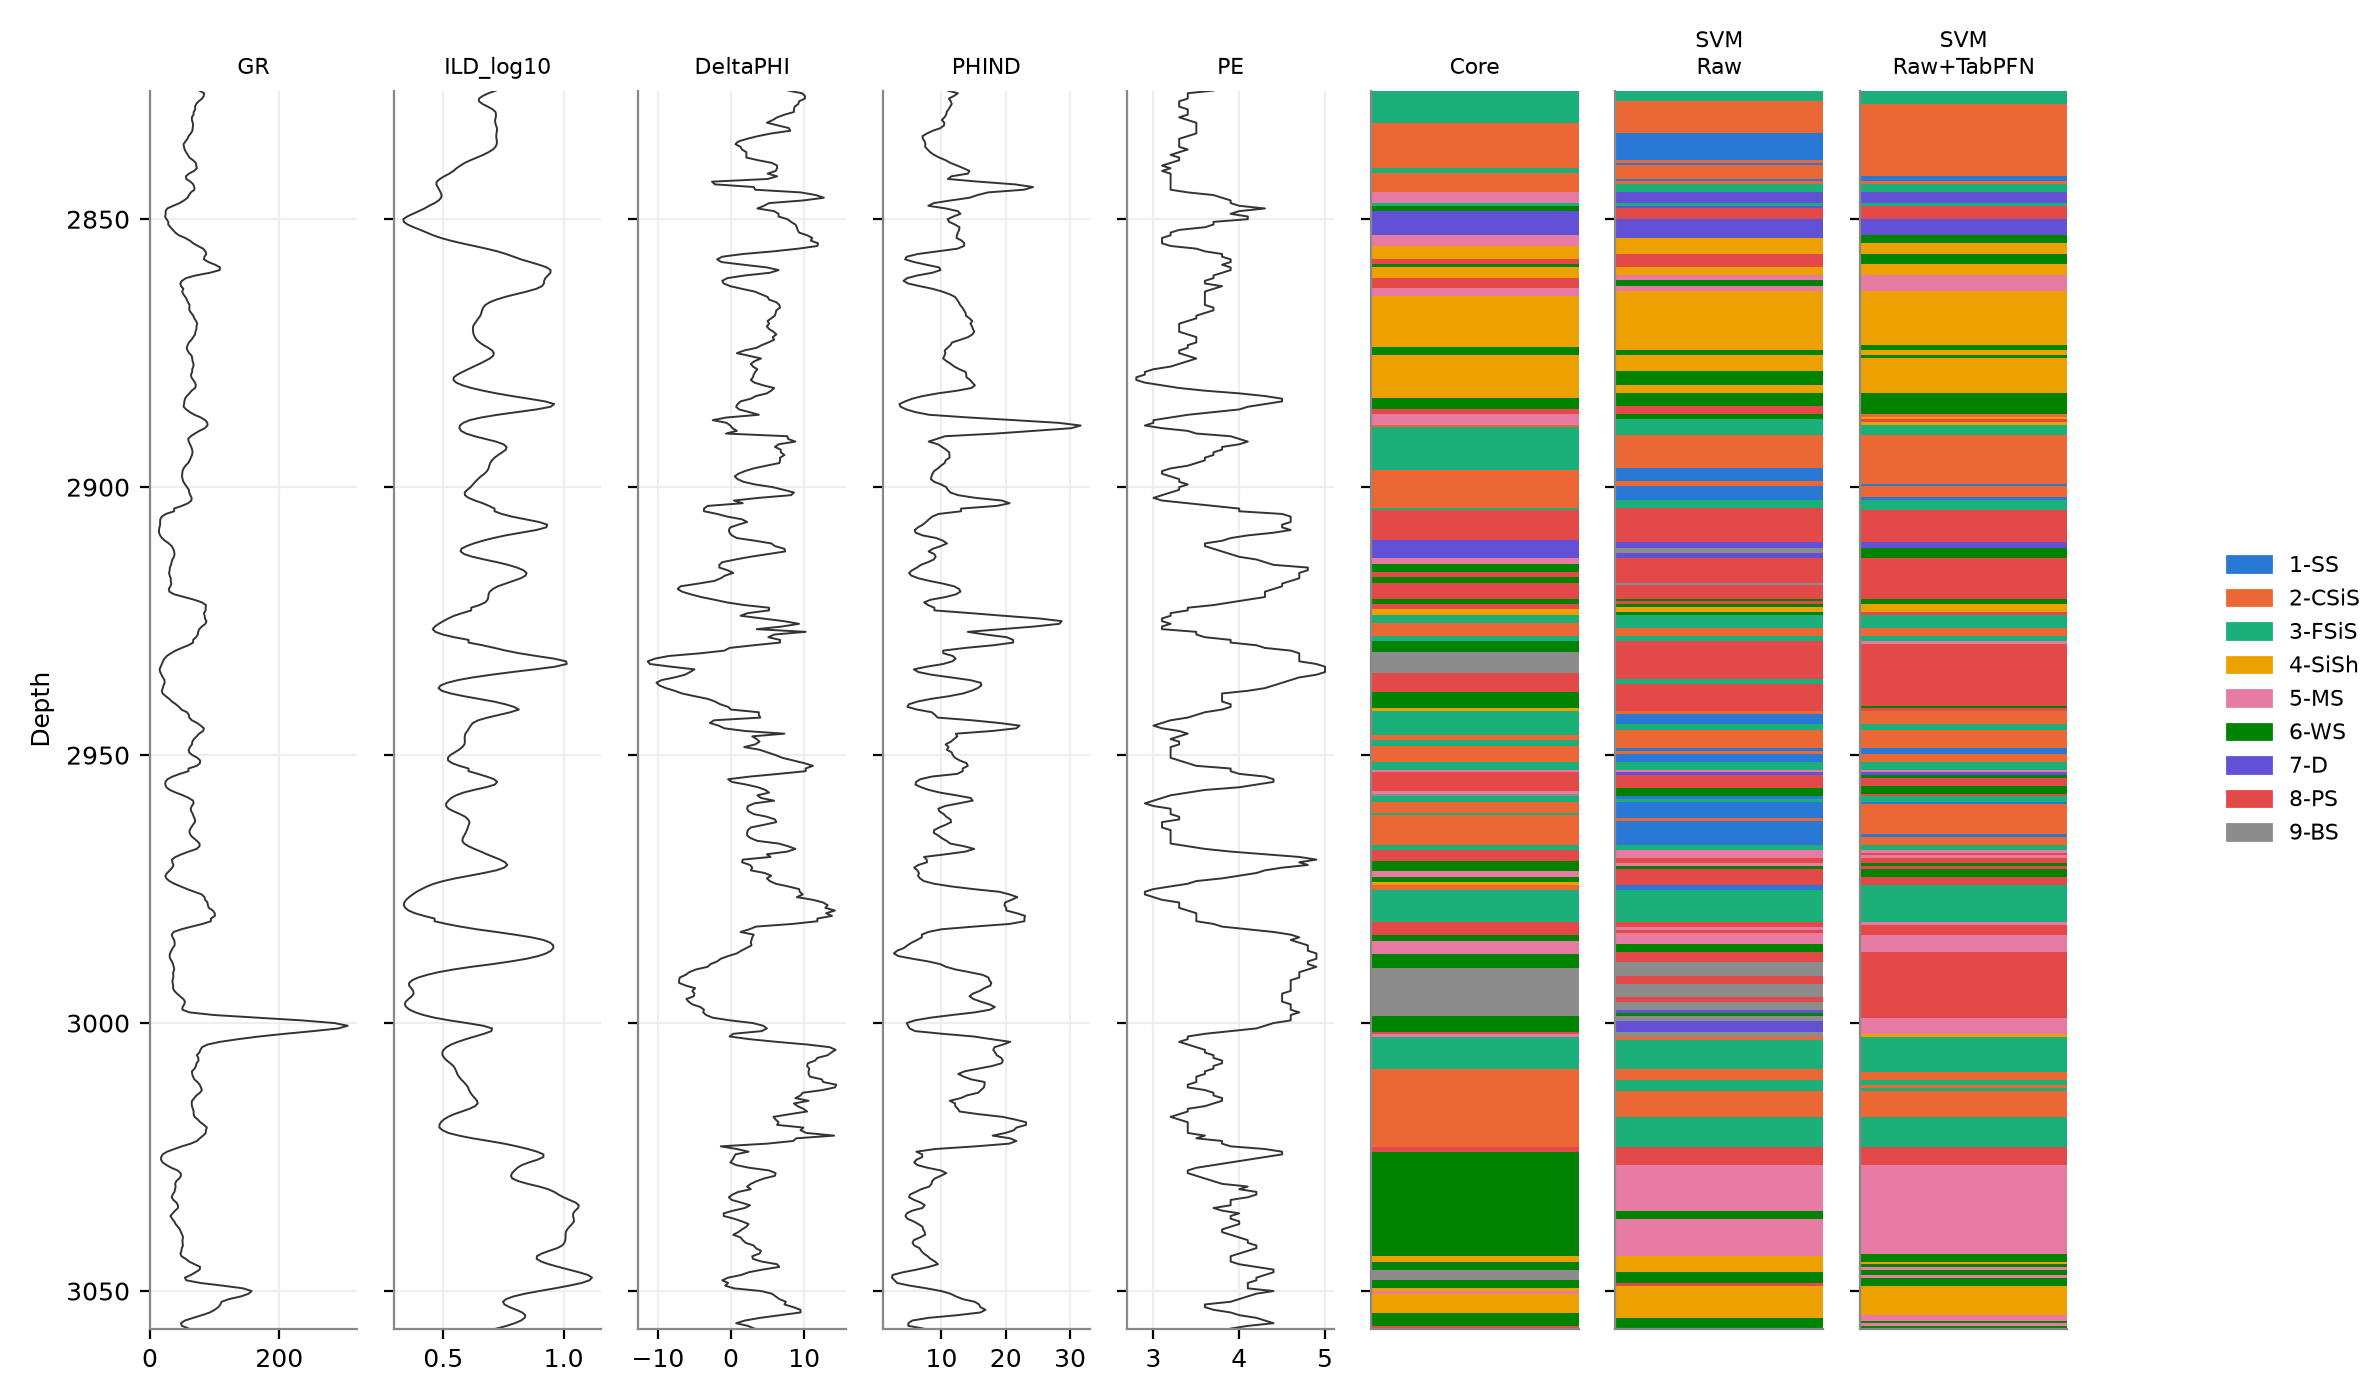 GR
ILD_log10
DeltaPHI
PHIND
PE
Core
SVM
Raw
SVM
Raw+TabPFN
Depth
2850
2900
2950
3000
3050
0 200
0.5 1.0
−10 0 10
10 20 30
3 4 5
1-SS
2-CSiS
3-FSiS
4-SiSh
5-MS
6-WS
7-D
8-PS
9-BS